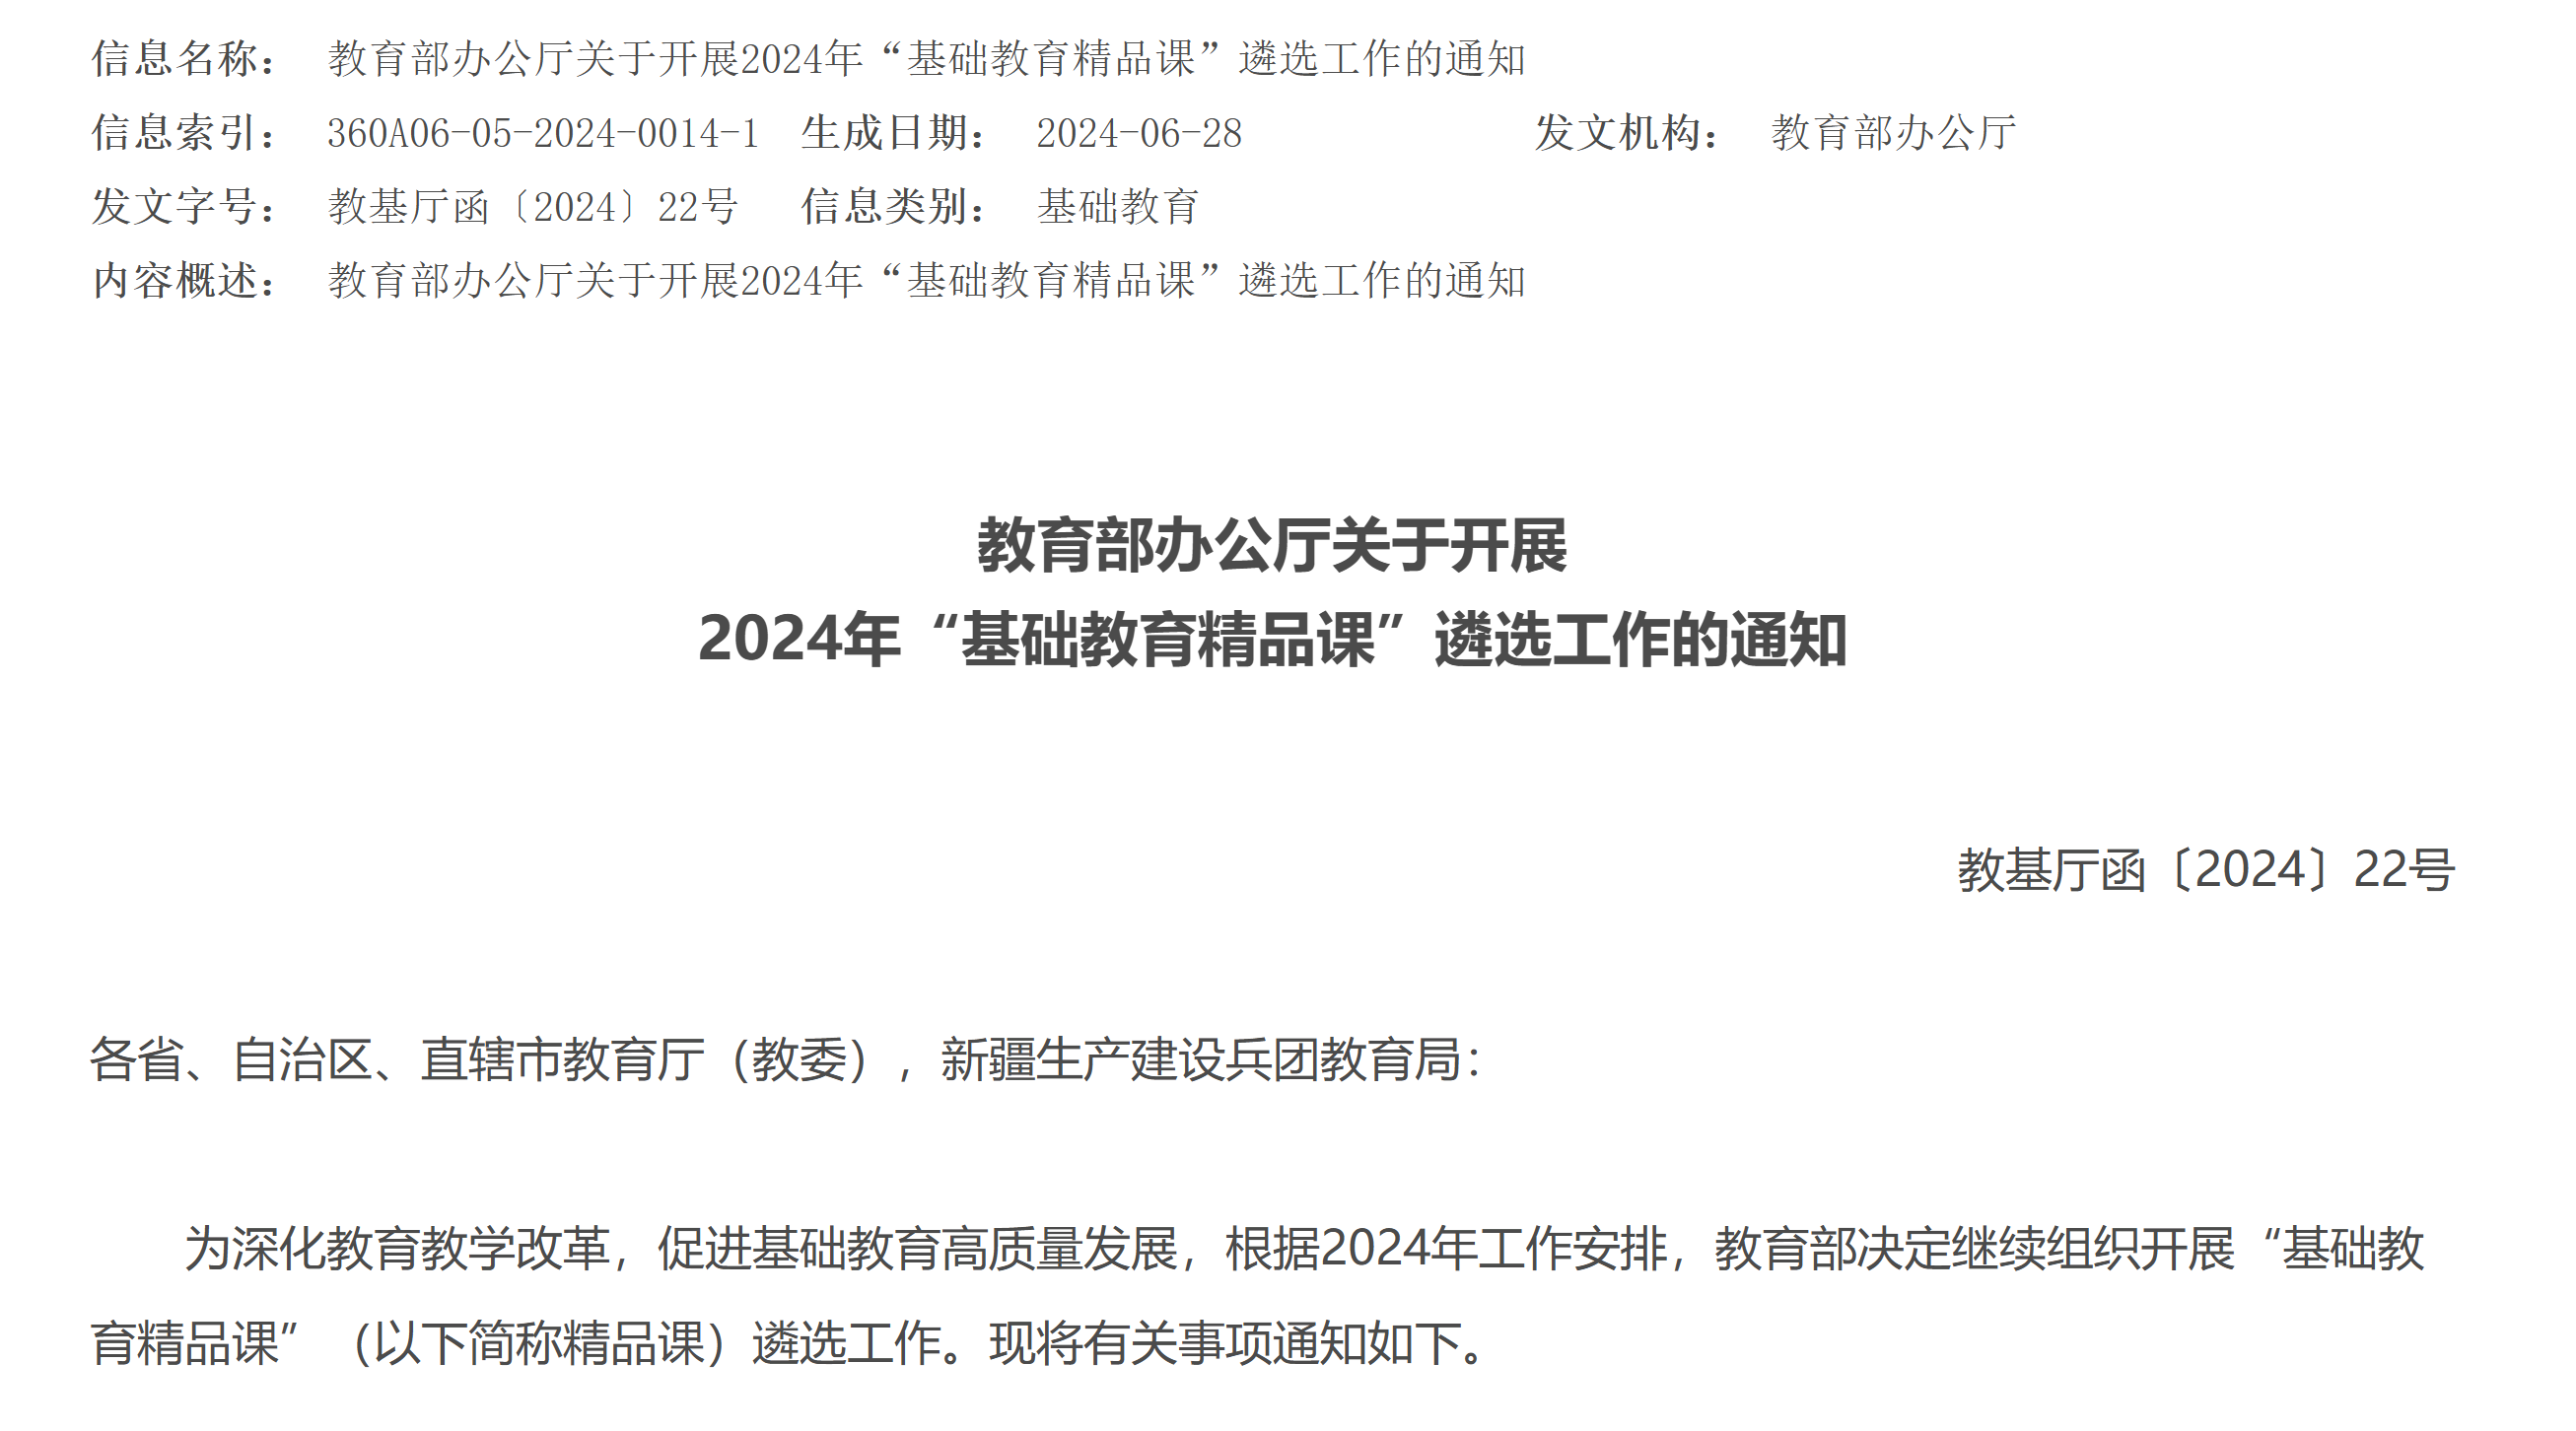 信息名称： 教育部办公厅关于开展2024年“基础教育精品课”遴选工作的通知
信息索引： 360A06-05-2024-0014-1 生成日期： 2024-06-28 发文机构： 教育部办公厅
发文字号： 教基厅函〔2024〕22号 信息类别： 基础教育
内容概述： 教育部办公厅关于开展2024年“基础教育精品课”遴选工作的通知
教育部办公厅关于开展
2024年“基础教育精品课”遴选工作的通知
教基厅函〔2024〕22号
各省、自治区、直辖市教育厅（教委），新疆生产建设兵团教育局：
为深化教育教学改革，促进基础教育高质量发展，根据2024年工作安排，教育部决定继续组织开展“基础教
育精品课”（以下简称精品课）遴选工作。现将有关事项通知如下。